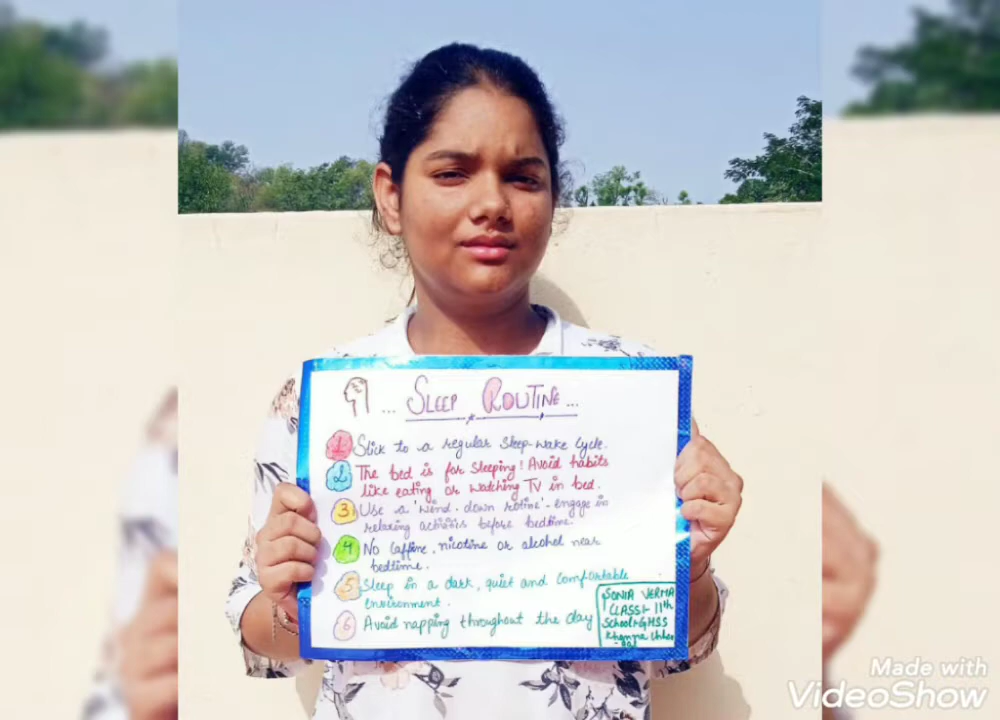 ... SLEEP ROUTINE ...
1 Stick to a regular sleep-wake cycle.
2 The bed is for sleeping! Avoid habits
like eating or watching TV in bed.
3 Use a 'wind-down rotine'- engage in
relaxing before bedtime.
4 No caffine, nicotine or alcohol near
bedtime.
5 Sleep in a dark, quiet and comfortable
environment.
6 Avoid napping throughout the day
SONIA VERMA
CLASS:- 11th
School:-GHSS
Made with
VideoShow